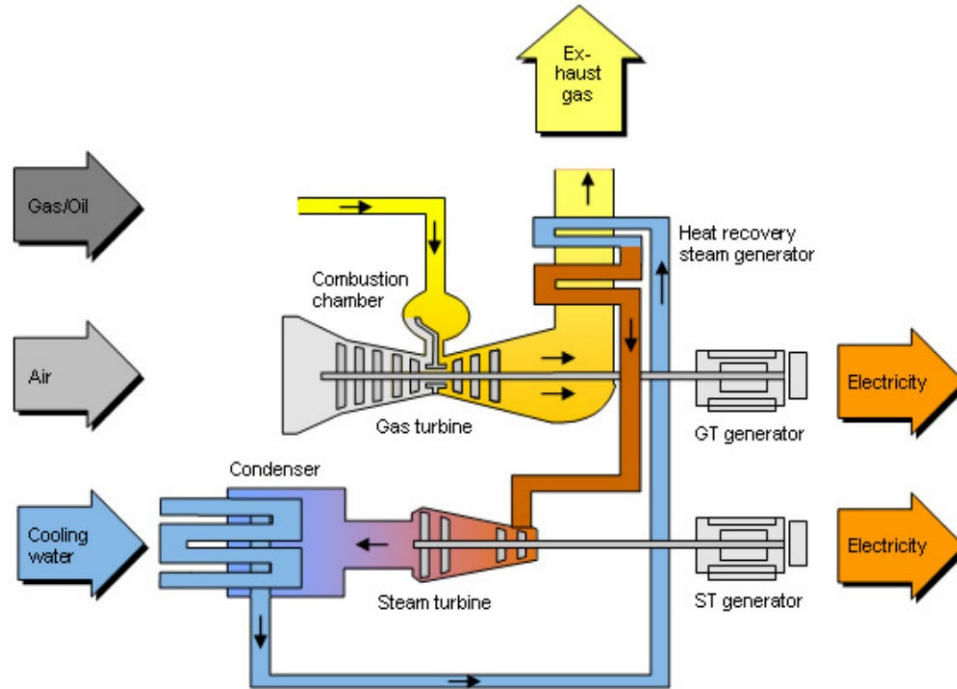 Ex-
haust
gas
Gas/Oil
Heat recovery
steam generator
Combustion
chamber
Air
Electricity
Gas turbine
GT generator
Condenser
Cooling
water
Electricity
Steam turbine
ST generator